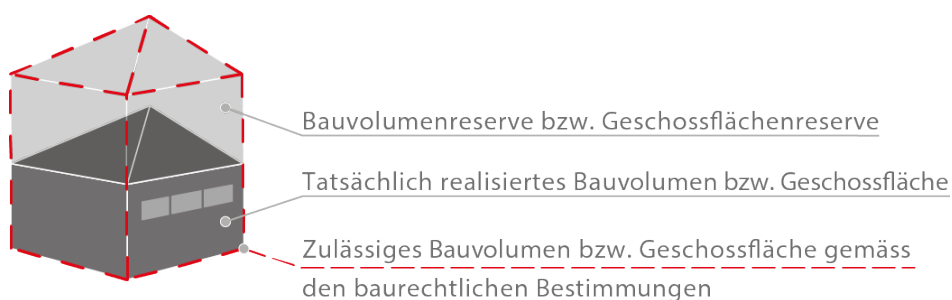 Bauvolumenreserve bzw. Geschossflächenreserve
Tatsächlich realisiertes Bauvolumen bzw. Geschossfläche
Zulässiges Bauvolumen bzw. Geschossfläche gemäss
den baurechtlichen Bestimmungen